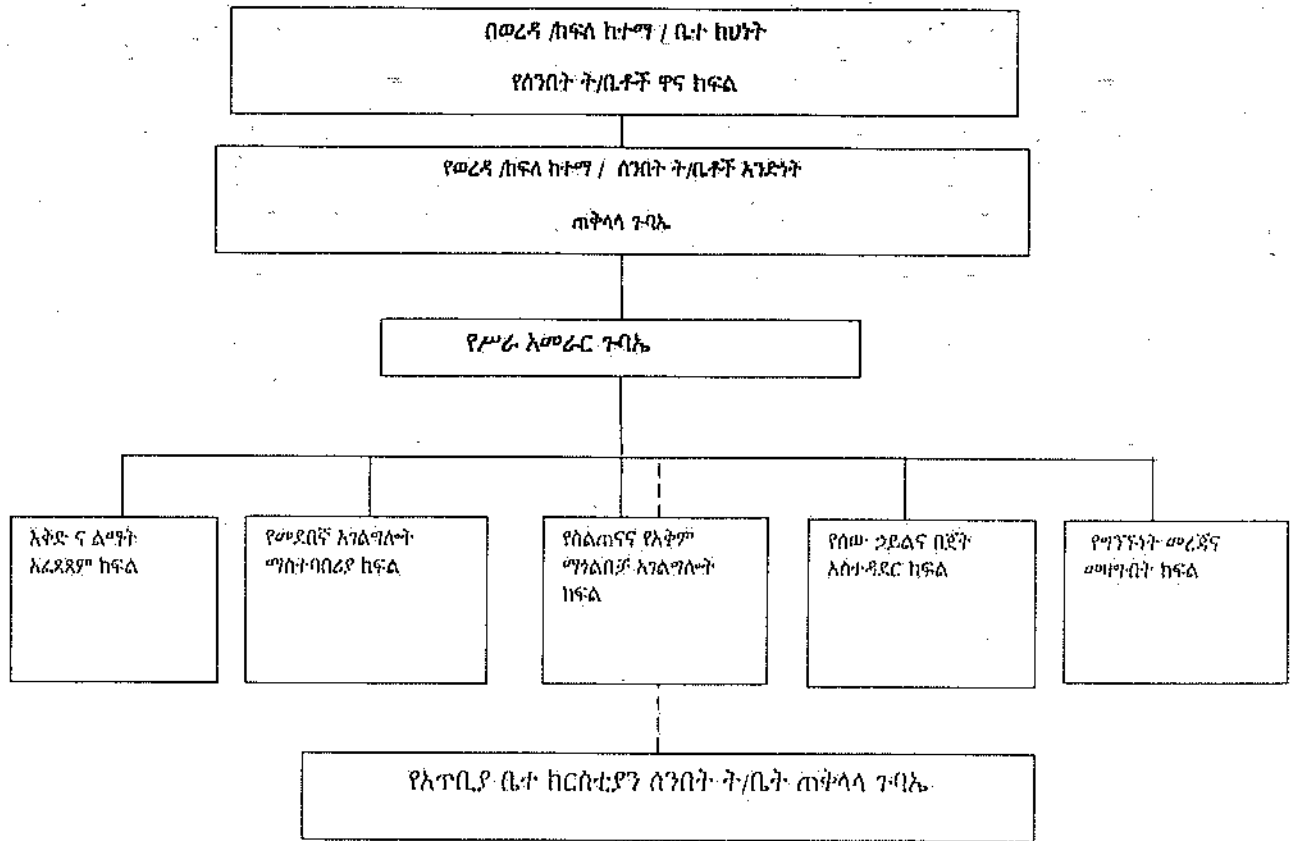 በወረዳ /ክፍለ ከተማ / ቤተ ክህነት
የሰንበት ት/ቤቶች ዋና ክፍል
የወረዳ /ክፍለ ከተማ / ሰንበት ት/ቤቶች አንድነት
ጠቅላላ ጉባኤ
የሥራ አመራር ጉባኤ
እቅድ ና ልማት
አፈጻጸም ክፍል
የመደበኛ አገልግሎት
ማስተባበሪያ ክፍል
የስልጠናና የአቅም
ማጎልበቻ አገልግሎት
ክፍል
የሰው ኃይልና በጀት
አስተዳደር ክፍል
የግንኙነት መረጃና
መዛግብት ክፍል
የአጥቢያ ቤተ ክርስቲያን ሰንበት ት/ቤት ጠቅላላ ጉባኤ